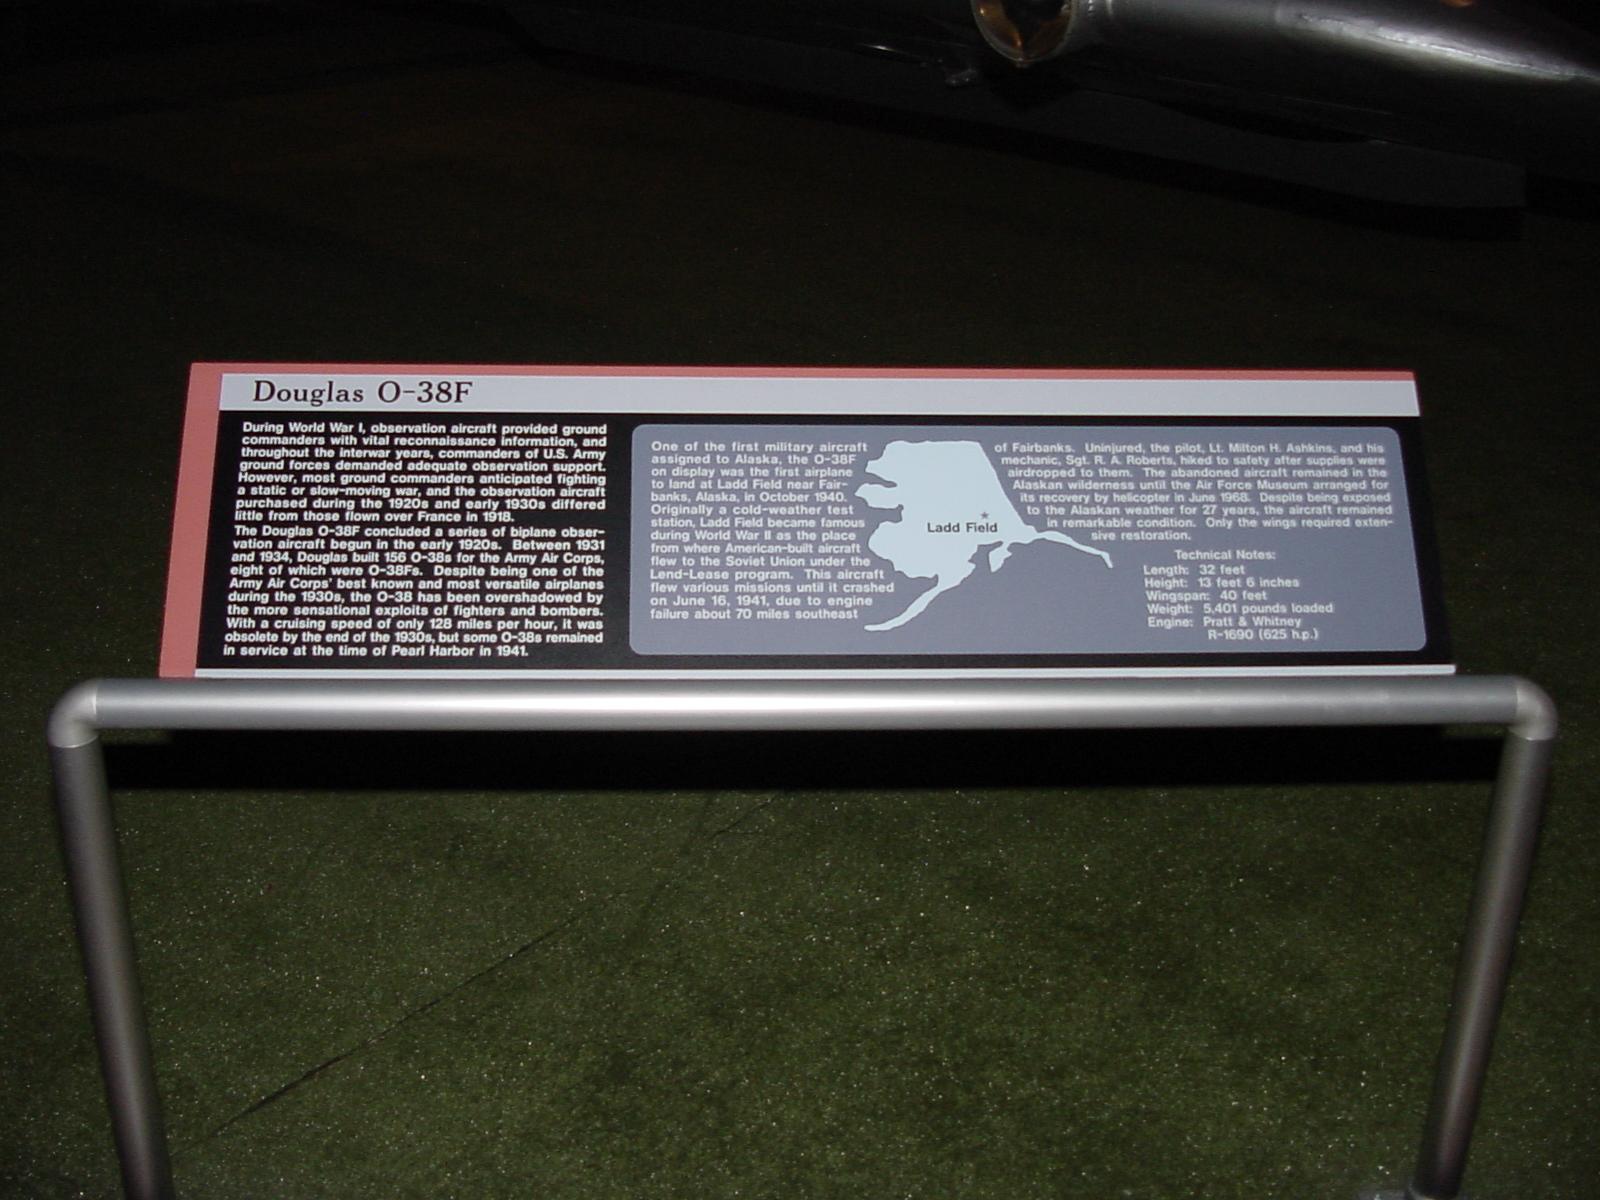 Douglas O-38F
During World War I, observation aircraft provided ground
commanders with vital reconnaissance information, and
throughout the interwar years, commanders of U.S. Army
ground forces demanded adequate observation support.
However, most ground commanders anticipated fighting
a static or slow-moving war, and the observation aircraft
purchased during the 1920s and early 1930s differed
little from those flown over France in 1918.
The Douglas O-38F concluded a series of biplane obser-
vation aircraft begun in the early 1920s. Between 1931
and 1934, Douglas built 156 O-38s for the Army Air Corps,
eight of which were O-38Fs. Despite being one of the
Army Air Corps' best known and most versatile airplanes
during the 1930s, the O-38 has been overshadowed by
the more sensational exploits of fighters and bombers.
With a cruising speed of only 128 miles per hour, it was
obsolete by the end of the 1930s, but some O-38s remained
in service at the time of Pearl Harbor in 1941.
One of the first military aircraft
assigned to Alaska, the O-38F
on display was the first airplane
to land at Ladd Field near Fair-
banks, Alaska, in October 1940.
Originally a cold-weather test
station, Ladd Field became famous
during World War II as the place
from where American-built aircraft
flew to the Soviet Union under the
Lend-Lease program. This aircraft
flew various missions until it crashed
on June 16, 1941, due to engine
failure about 70 miles southeast
Ladd Field
of Fairbanks. Uninjured, the pilot, Lt. Milton H. Ashkins, and his
mechanic, Sgt. R. A. Roberts, hiked to safety after supplies were
airdropped to them. The abandoned aircraft remained in the
Alaskan wilderness until the Air Force Museum arranged for
its recovery by helicopter in June 1968. Despite being exposed
to the Alaskan weather for 27 years, the aircraft remained
in remarkable condition. Only the wings required exten-
sive restoration.
Technical Notes:
Length: 32 feet
Height: 13 feet 6 inches
Wingspan: 40 feet
Weight: 5,401 pounds loaded
Engine: Pratt & Whitney
R-1690 (625 h.p.)